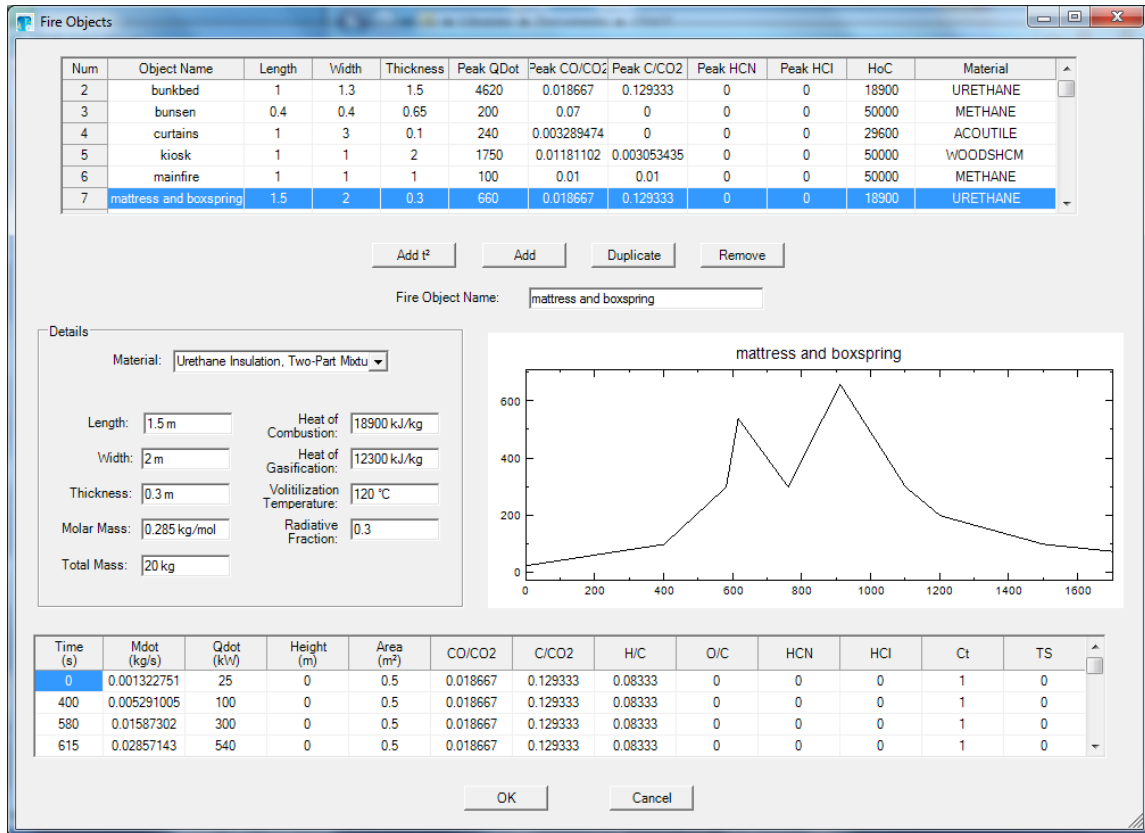 Fire Objects
Num Object Name Length Width Thickness Peak QDot Peak CO/CO2 Peak C/CO2 Peak HCN Peak HCl HoC Material
2 bunkbed 1 1.3 1.5 4620 0.018667 0.129333 0 0 18900 URETHANE
3 bunsen 0.4 0.4 0.65 200 0.07 0 0 0 50000 METHANE
4 curtains 1 3 0.1 240 0.003289474 0 0 0 29600 ACOUTILE
5 kiosk 1 1 2 1750 0.01181102 0.003053435 0 0 50000 WOODSHCM
6 mainfire 1 1 1 100 0.01 0.01 0 0 50000 METHANE
7 mattress and boxspring 1.5 2 0.3 660 0.018667 0.129333 0 0 18900 URETHANE
Add t² Add Duplicate Remove
Fire Object Name: mattress and boxspring
Details
Material: Urethane Insulation, Two-Part Mixtu
Length: 1.5 m Heat of Combustion: 18900 kJ/kg
Width: 2 m Heat of Gasification: 12300 kJ/kg
Thickness: 0.3 m Volitilization Temperature: 120 °C
Molar Mass: 0.285 kg/mol Radiative Fraction: 0.3
Total Mass: 20 kg
mattress and boxspring
600
400
200
0
0 200 400 600 800 1000 1200 1400 1600
Time (s) Mdot (kg/s) Qdot (kW) Height (m) Area (m²) CO/CO2 C/CO2 H/C O/C HCN HCl Ct TS
0 0.001322751 25 0 0.5 0.018667 0.129333 0.08333 0 0 0 1 0
400 0.005291005 100 0 0.5 0.018667 0.129333 0.08333 0 0 0 1 0
580 0.01587302 300 0 0.5 0.018667 0.129333 0.08333 0 0 0 1 0
615 0.02857143 540 0 0.5 0.018667 0.129333 0.08333 0 0 0 1 0
OK Cancel